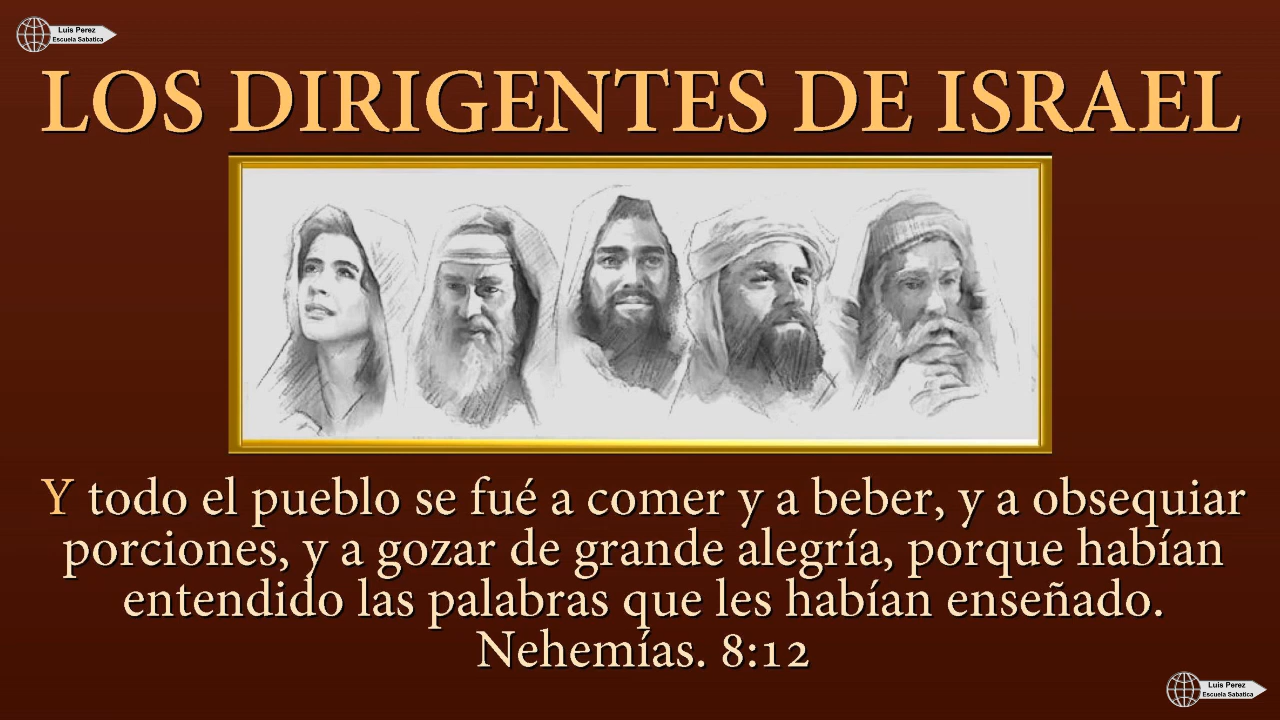 Luis Perez
Escuela Sabatica
LOS DIRIGENTES DE ISRAEL
Y todo el pueblo se fué a comer y a beber, y a obsequiar
porciones, y a gozar de grande alegría, porque habían
entendido las palabras que les habían enseñado.
Nehemías. 8:12
Luis Perez
Escuela Sabatica